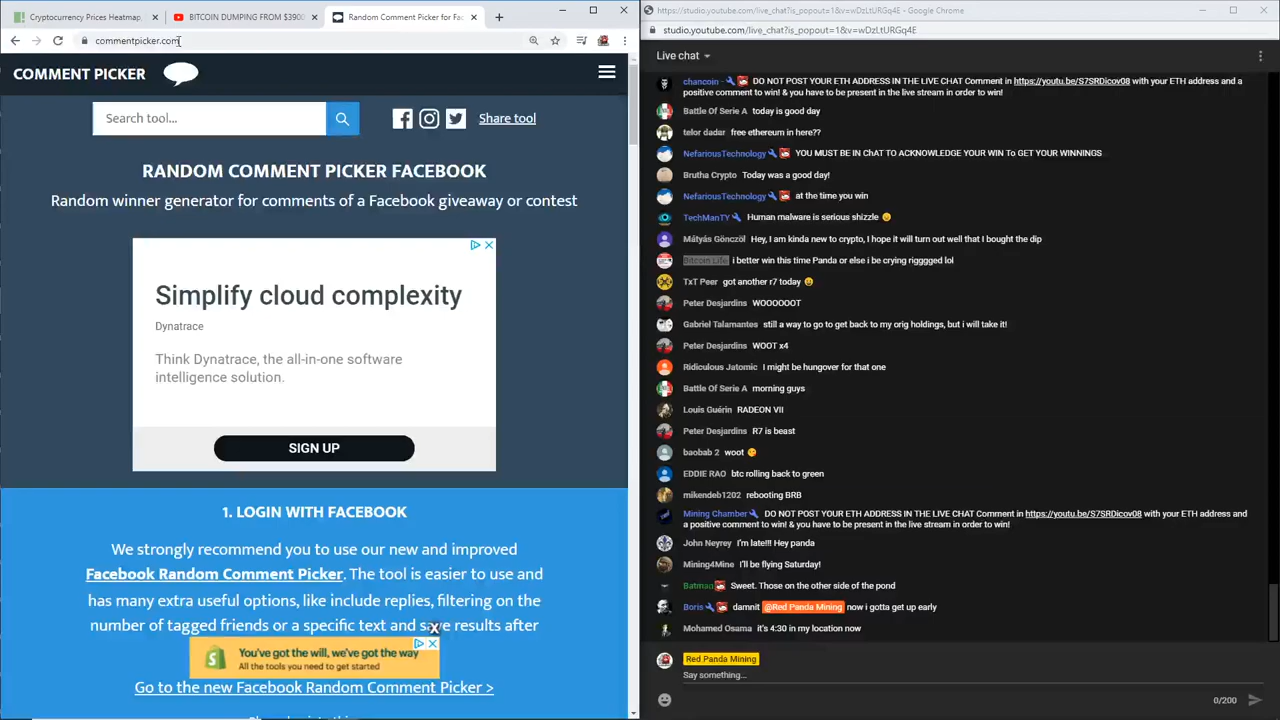 Cryptocurrency Prices Heatmap,
BITCOIN DUMPING FROM $3900
Random Comment Picker for Fac
https://studio.youtube.com/live_chat?is_popout=1&v=wDzLtURGq4E - Google Chrome
commentpicker.com
studio.youtube.com/live_chat?is_popout=1&v=wDzLtURGq4E
COMMENT PICKER
Search tool...
Share tool
RANDOM COMMENT PICKER FACEBOOK
Random winner generator for comments of a Facebook giveaway or contest
Simplify cloud complexity
Dynatrace
Think Dynatrace, the all-in-one software
intelligence solution.
SIGN UP
1. LOGIN WITH FACEBOOK
We strongly recommend you to use our new and improved
Facebook Random Comment Picker. The tool is easier to use and
has many extra useful options, like include replies, filtering on the
number of tagged friends or a specific text and save results after
You've got the will, we've got the way
All the tools you need to get started
Go to the new Facebook Random Comment Picker >
Live chat
chancoin - DO NOT POST YOUR ETH ADDRESS IN THE LIVE CHAT Comment in https://youtu.be/S7SRDicov08 with your ETH address and a
positive comment to win! & you have to be present in the live stream in order to win!
Battle Of Serie A today is good day
telor dadar free ethereum in here??
NefariousTechnology YOU MUST BE IN ChAT TO ACKNOWLEDGE YOUR WIN To GET YOUR WINNINGS
Brutha Crypto Today was a good day!
NefariousTechnology at the time you win
TechManTY Human malware is serious shizzle
Mátyás Gönczöl Hey, I am kinda new to crypto, I hope it will turn out well that I bought the dip
Bitcoin Life. i better win this time Panda or else i be crying rigggged lol
TxT Peer got another r7 today
Peter Desjardins WOOOOOOT
Gabriel Talamantes still a way to go to get back to my orig holdings, but i will take it!
Peter Desjardins WOOT x4
Ridiculous Jatomic I might be hungover for that one
Battle Of Serie A morning guys
Louis Guérin RADEON VII
Peter Desjardins R7 is beast
baobab 2 woot
EDDIE RAO btc rolling back to green
mikendeb1202 rebooting BRB
Mining Chamber DO NOT POST YOUR ETH ADDRESS IN THE LIVE CHAT Comment in https://youtu.be/S7SRDicov08 with your ETH address and
a positive comment to win! & you have to be present in the live stream in order to win!
John Neyrey I'm late!!! Hey panda
Mining4Mine I'll be flying Saturday!
Batman Sweet. Those on the other side of the pond
Boris damnit @Red Panda Mining now i gotta get up early
Mohamed Osama it's 4:30 in my location now
Red Panda Mining
Say something...
0/200